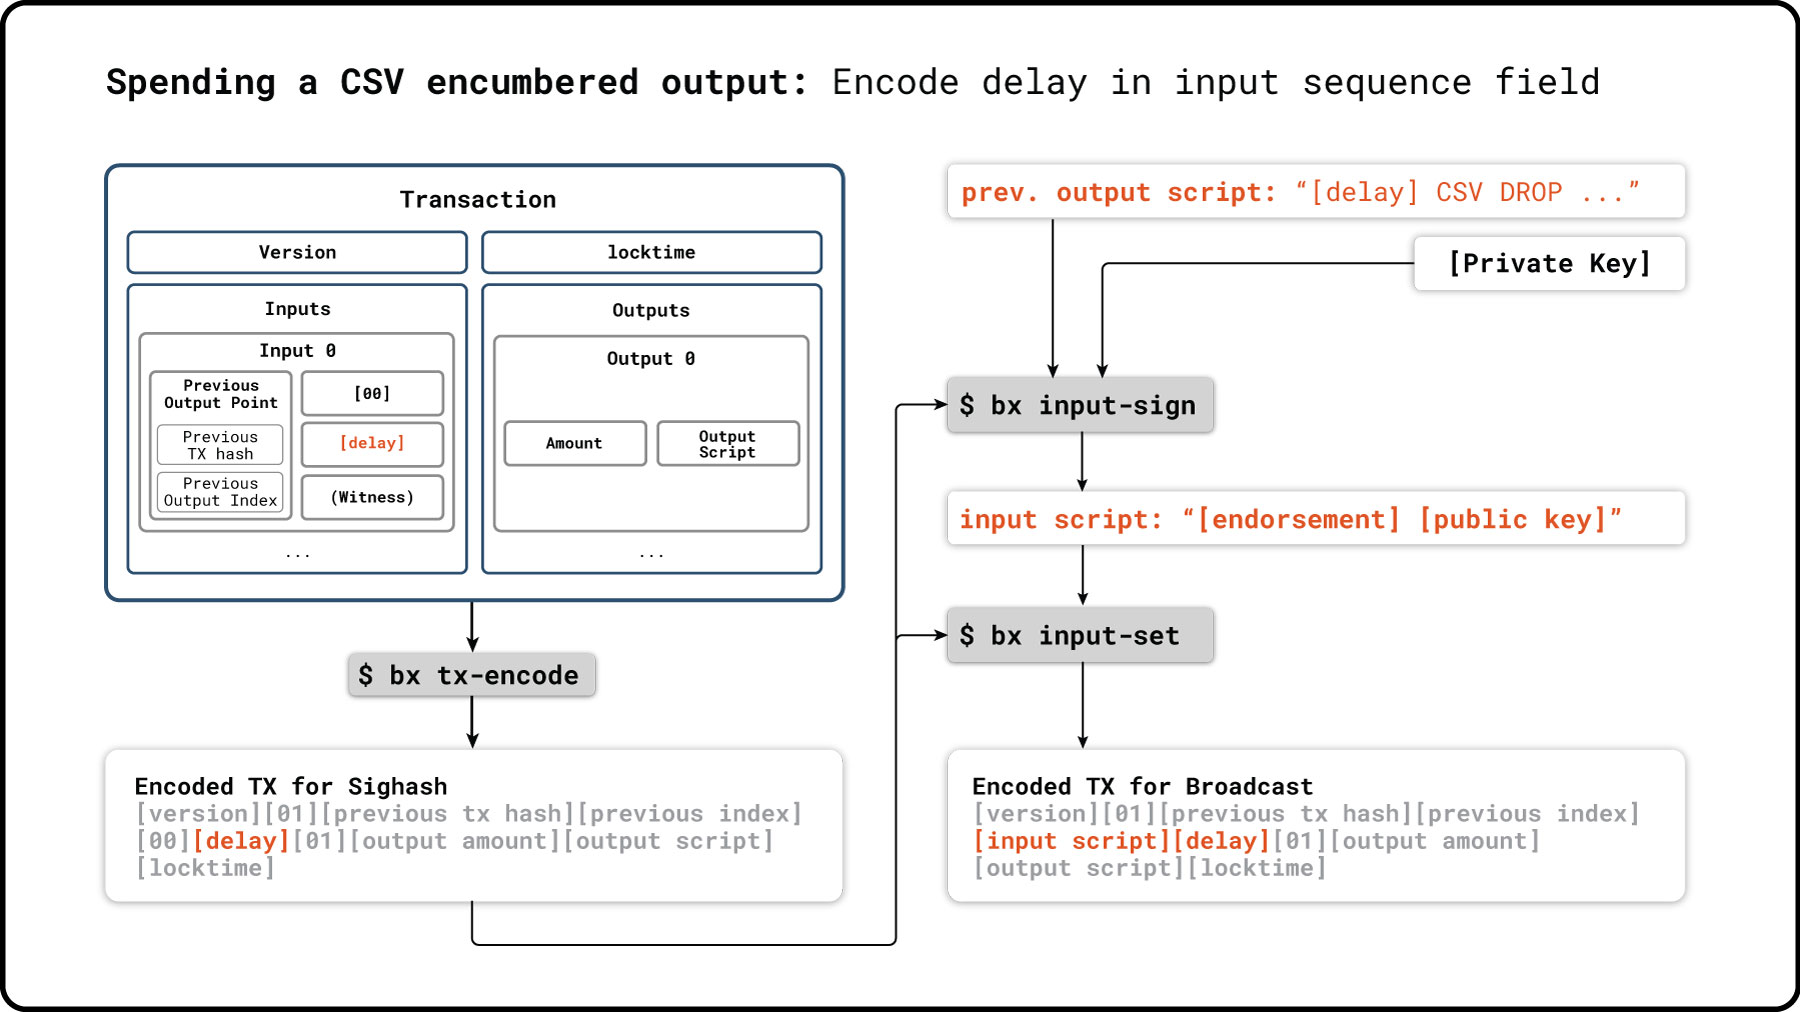 Spending a CSV encumbered output: Encode delay in input sequence field
Transaction
Version
locktime
Inputs
Input 0
Previous
Output Point
Previous
TX hash
Previous
Output Index
[00]
[delay]
(Witness)
...
Outputs
Output 0
Amount
Output
Script
...
$ bx tx-encode
Encoded TX for Sighash
[version][01][previous tx hash][previous index]
[00][delay][01][output amount][output script]
[locktime]
prev. output script: “[delay] CSV DROP ...”
[Private Key]
$ bx input-sign
input script: “[endorsement] [public key]”
$ bx input-set
Encoded TX for Broadcast
[version][01][previous tx hash][previous index]
[input script][delay][01][output amount]
[output script][locktime]